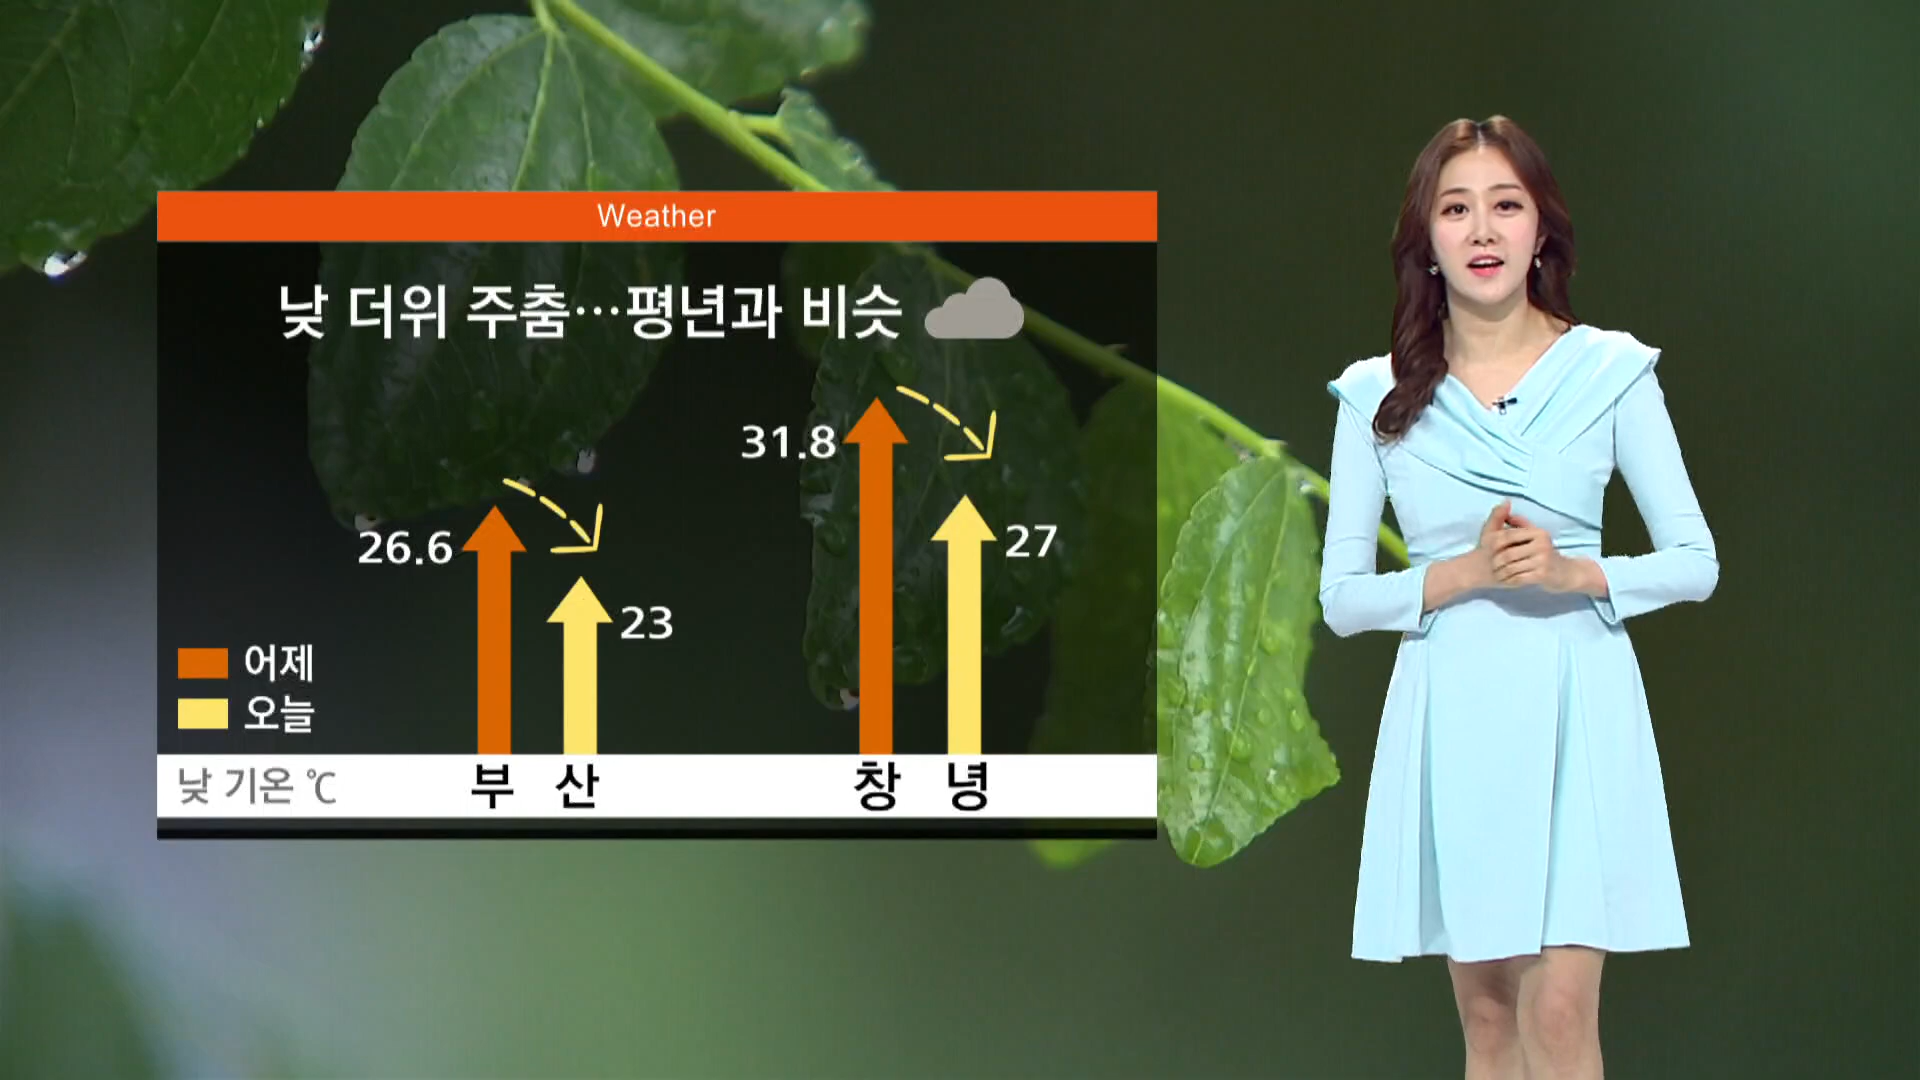 Weather
낮 더위 주춤…평년과 비슷
31.8
26.6
27
23
어제
오늘
낮 기온 ℃
부 산
창 녕